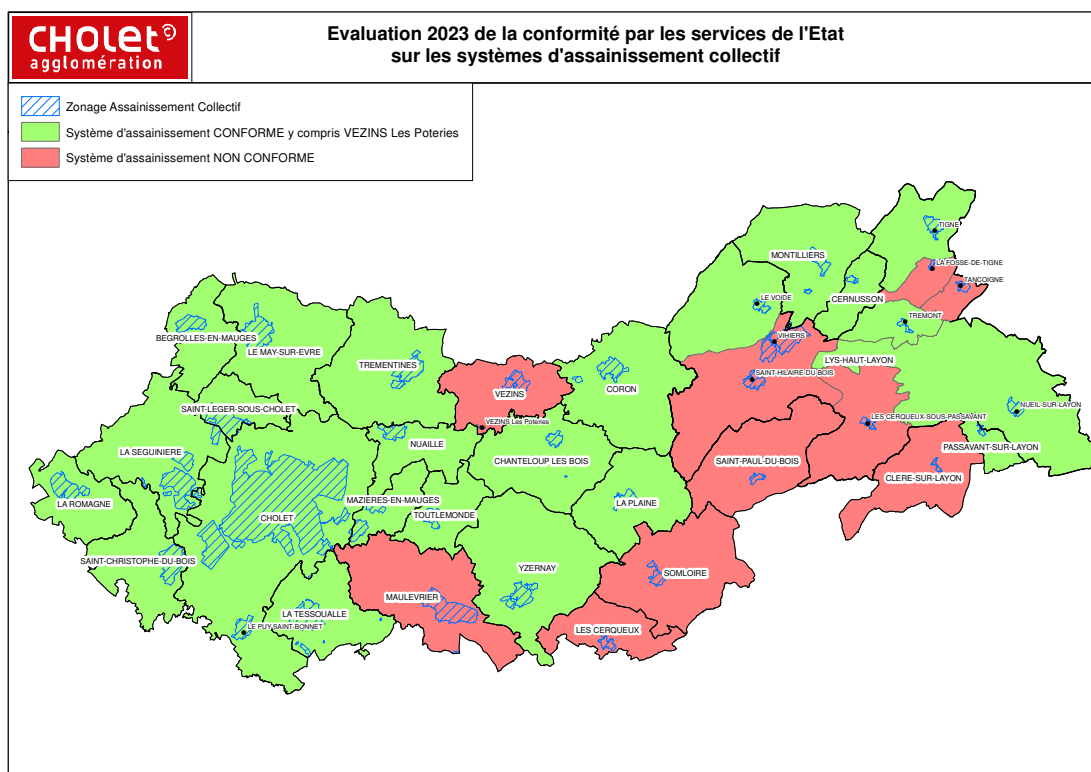 CHOLET
agglomération
Evaluation 2023 de la conformité par les services de l'Etat
sur les systèmes d'assainissement collectif
Zonage Assainissement Collectif
Système d'assainissement CONFORME y compris VEZINS Les Poteries
Système d'assainissement NON CONFORME
TIGNE
MONTILLIERS
LA FOSSE-DE-TIGNE
TANCOIGNE
LE VOIDE
CERNUSSON
TREMONT
BEGROLLES-EN-MAUGES
LE MAY-SUR-EVRE
VIHIERS
TREMENTINES
LYS-HAUT-LAYON
SAINT-HILAIRE-DU-BOIS
CORON
VEZINS
SAINT-LEGER-SOUS-CHOLET
NUEIL-SUR-LAYON
LES CERQUEUX-SOUS-PASSAVANT
VEZINS Les Poteries
NUAILLE
PASSAVANT-SUR-LAYON
LA SEGUINIERE
CHANTELOUP LES BOIS
SAINT-PAUL-DU-BOIS
CLERE-SUR-LAYON
LA ROMAGNE
MAZIERES-EN-MAUGES
LA PLAINE
TOUTLEMONDE
CHOLET
SAINT-CHRISTOPHE-DU-BOIS
YZERNAY
SOMLOIRE
MAULEVRIER
LA TESSOUALLE
LE PUY-SAINT-BONNET
LES CERQUEUX